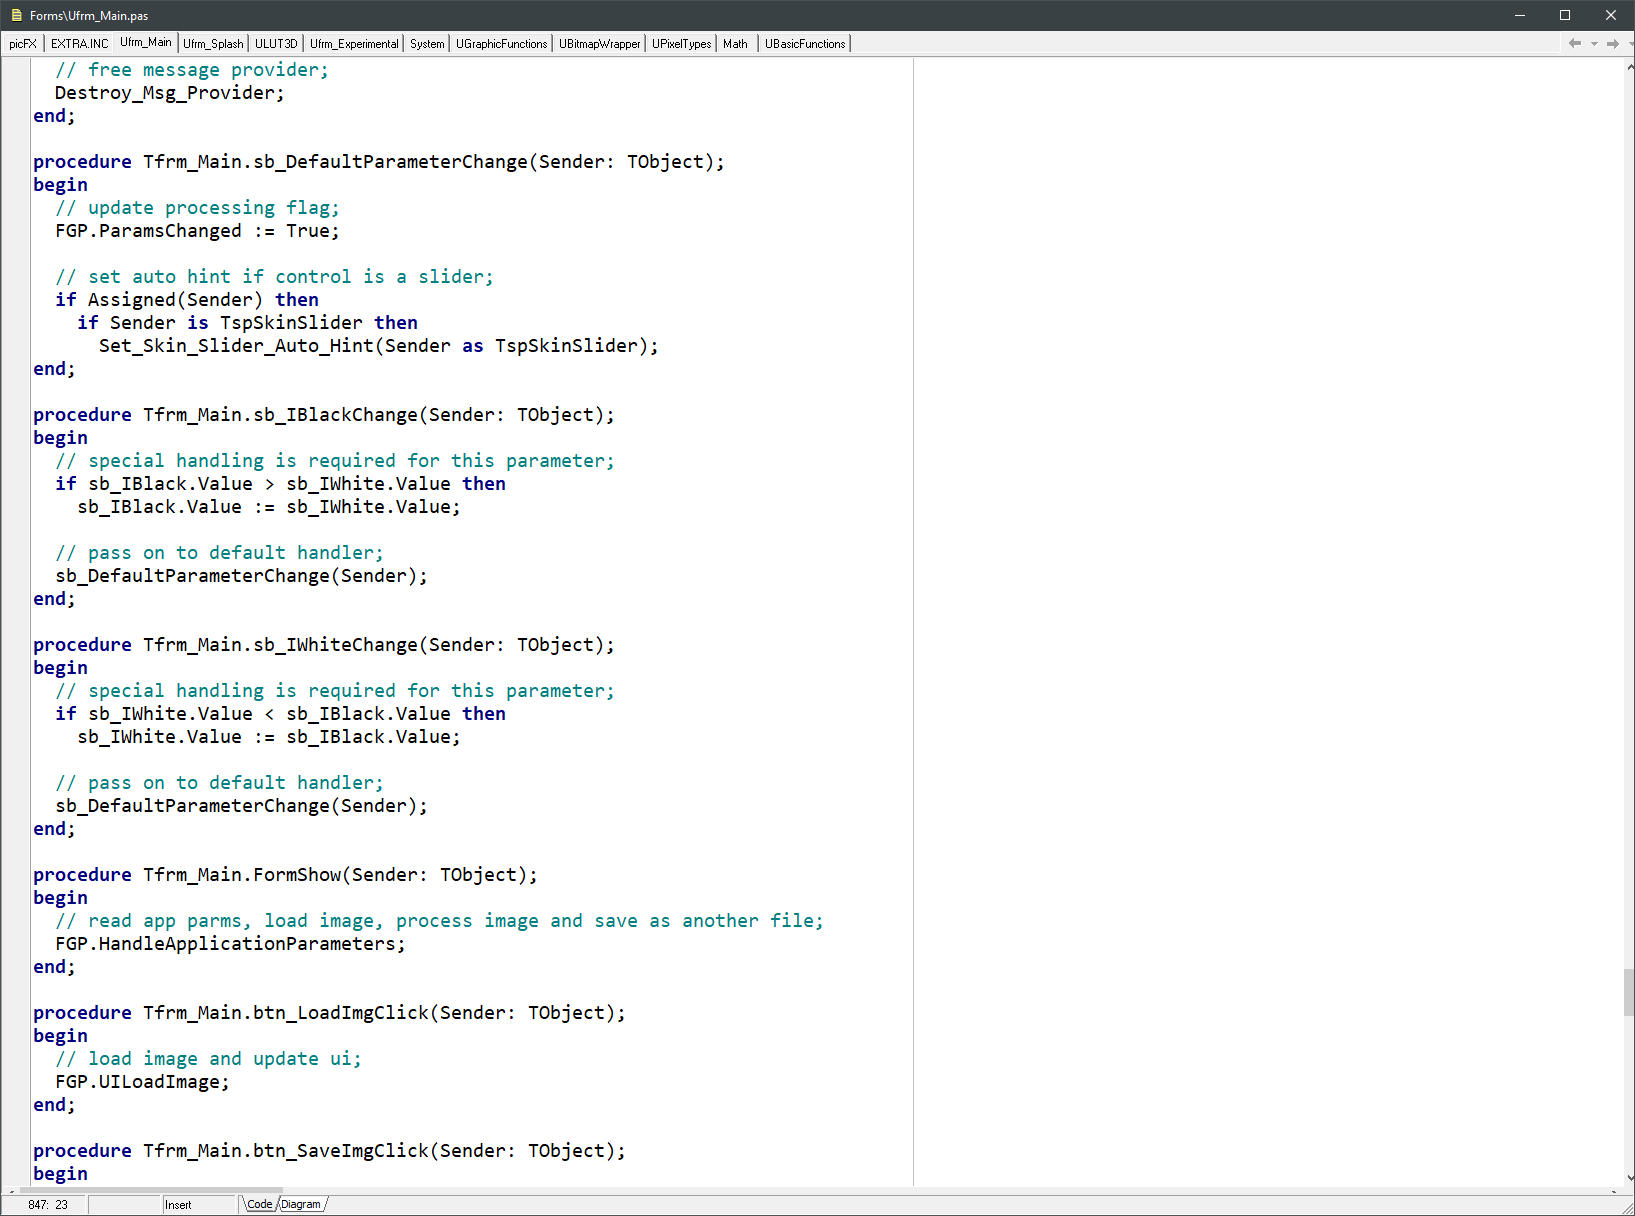 Forms\Ufrm_Main.pas
picFX EXTRA.INC Ufrm_Main Ufrm_Splash ULUT3D Ufrm_Experimental System UGraphicFunctions UBitmapWrapper UPixelTypes Math UBasicFunctions
// free message provider;
Destroy_Msg_Provider;
end;
procedure Tfrm_Main.sb_DefaultParameterChange(Sender: TObject);
begin
// update processing flag;
FGP.ParamsChanged := True;
// set auto hint if control is a slider;
if Assigned(Sender) then
if Sender is TspSkinSlider then
Set_Skin_Slider_Auto_Hint(Sender as TspSkinSlider);
end;
procedure Tfrm_Main.sb_IBlackChange(Sender: TObject);
begin
// special handling is required for this parameter;
if sb_IBlack.Value > sb_IWhite.Value then
sb_IBlack.Value := sb_IWhite.Value;
// pass on to default handler;
sb_DefaultParameterChange(Sender);
end;
procedure Tfrm_Main.sb_IWhiteChange(Sender: TObject);
begin
// special handling is required for this parameter;
if sb_IWhite.Value < sb_IBlack.Value then
sb_IWhite.Value := sb_IBlack.Value;
// pass on to default handler;
sb_DefaultParameterChange(Sender);
end;
procedure Tfrm_Main.FormShow(Sender: TObject);
begin
// read app parms, load image, process image and save as another file;
FGP.HandleApplicationParameters;
end;
procedure Tfrm_Main.btn_LoadImgClick(Sender: TObject);
begin
// load image and update ui;
FGP.UILoadImage;
end;
procedure Tfrm_Main.btn_SaveImgClick(Sender: TObject);
begin
847: 23 Insert Code Diagram